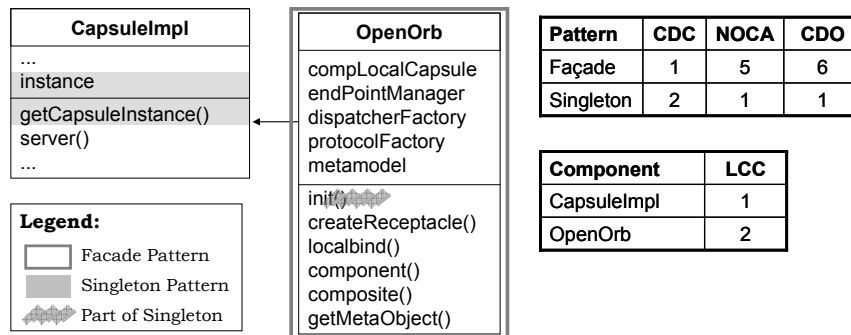 CapsuleImpl
...
instance
getCapsuleInstance()
server()
...
OpenOrb
compLocalCapsule
endPointManager
dispatcherFactory
protocolFactory
metamodel
init()
createReceptacle()
localbind()
component()
composite()
getMetaObject()
Pattern CDC NOCA CDO
Façade 1 5 6
Singleton 2 1 1
Component LCC
CapsuleImpl 1
OpenOrb 2
Legend:
Facade Pattern
Singleton Pattern
Part of Singleton